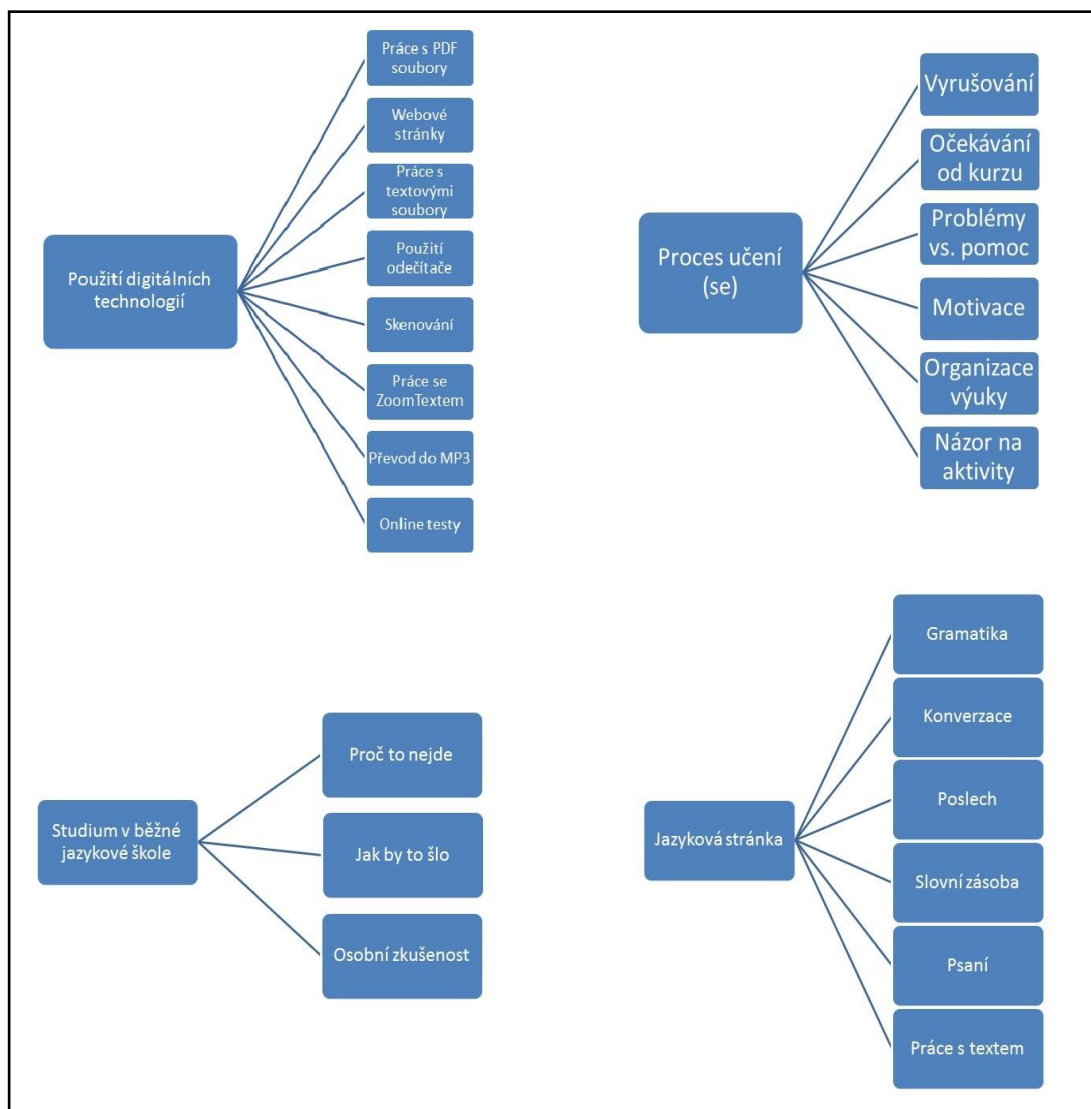 Použití digitálních
technologií
Práce s PDF
soubory
Webové
stránky
Práce s
textovými
soubory
Použití
odečítače
Skenování
Práce se
ZoomTextem
Převod do MP3
Online testy
Proces učení
(se)
Vyrušování
Očekávání
od kurzu
Problémy
vs. pomoc
Motivace
Organizace
výuky
Názor na
aktivity
Studium v běžné
jazykové škole
Proč to nejde
Jak by to šlo
Osobní zkušenost
Jazyková stránka
Gramatika
Konverzace
Poslech
Slovní zásoba
Psaní
Práce s textem